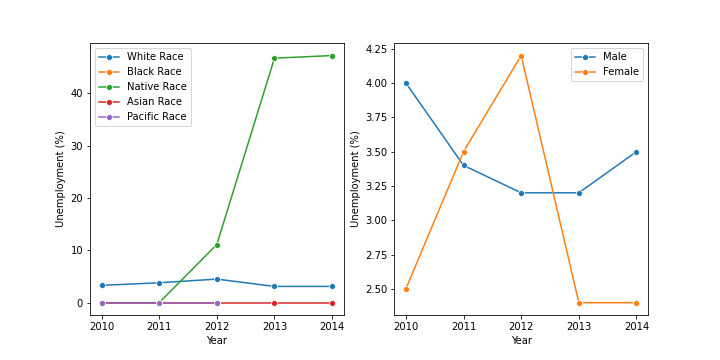 White Race
Black Race
Native Race
Asian Race
Pacific Race
Unemployment (%)
40
30
20
10
0
2010 2011 2012 2013 2014
Year
Male
Female
Unemployment (%)
4.25
4.00
3.75
3.50
3.25
3.00
2.75
2.50
2010 2011 2012 2013 2014
Year